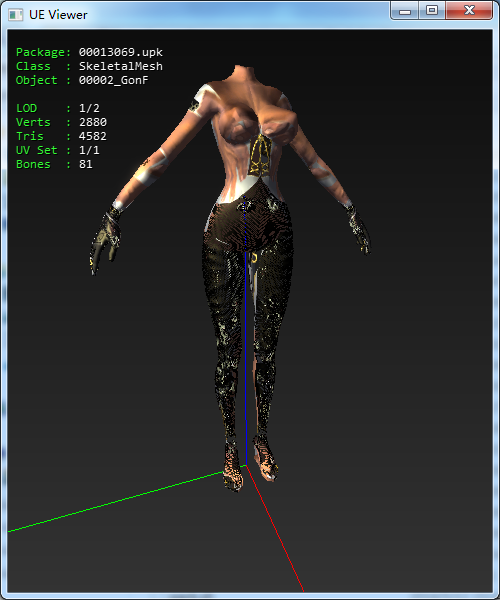 UE Viewer
Package: 00013069.upk
Class : SkeletalMesh
Object : 00002_GonF
LOD : 1/2
Verts : 2880
Tris : 4582
UV Set : 1/1
Bones : 81